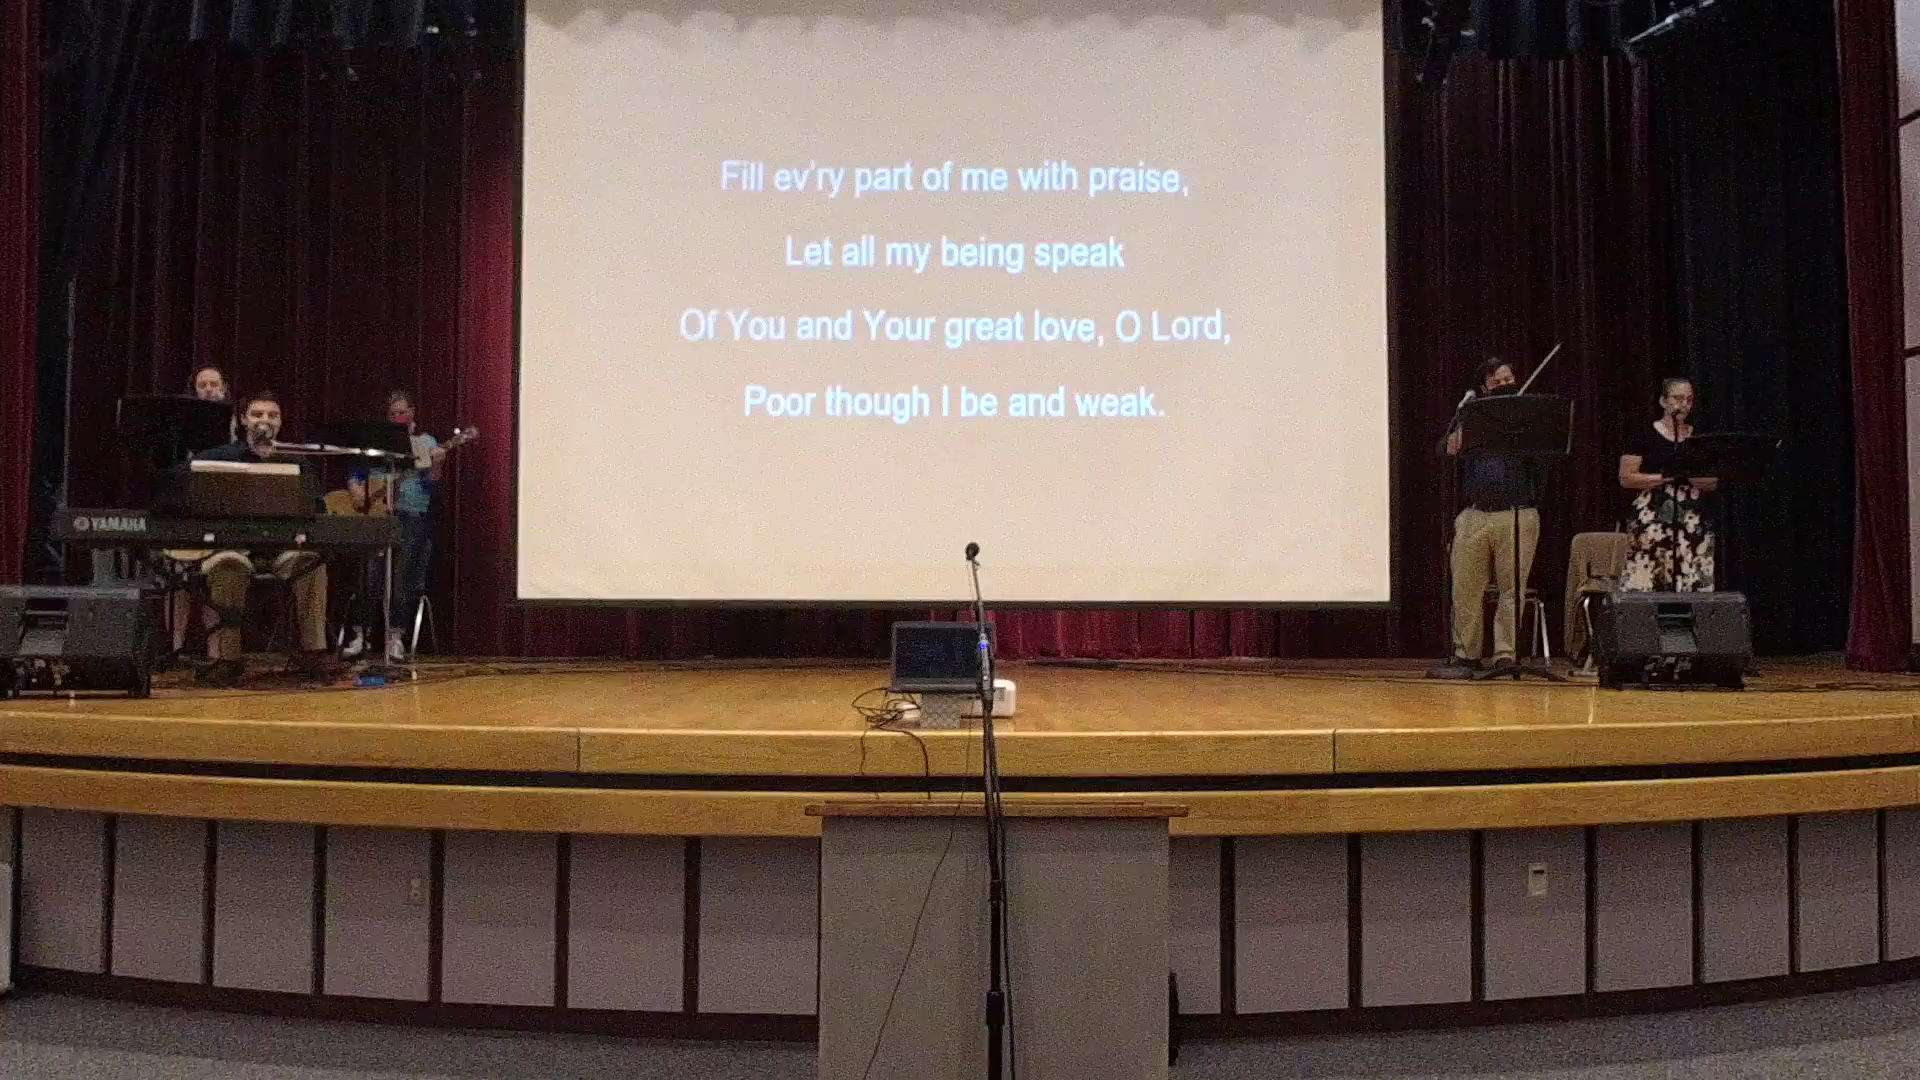 Fill ev'ry part of me with praise,
Let all my being speak
Of You and Your great love, O Lord,
Poor though I be and weak.
YAMAHA